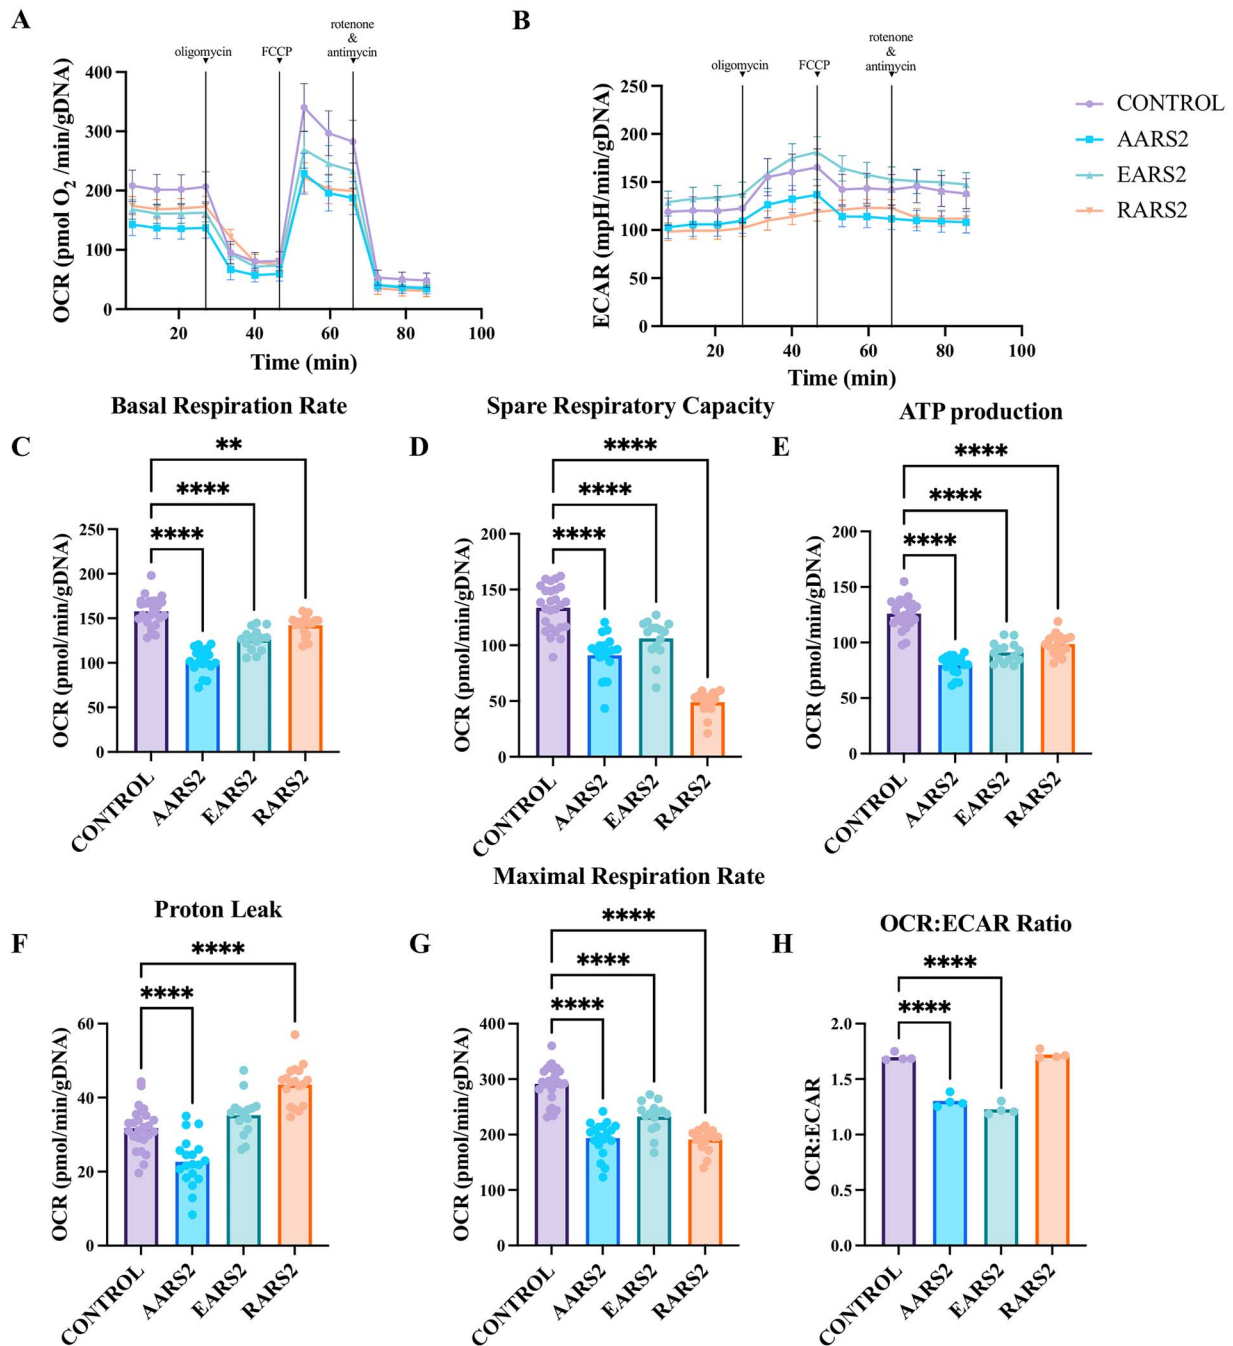 A
oligomycin
FCCP
rotenone
&
antimycin
OCR (pmol O2 /min/gDNA)
400
300
200
100
0
20 40 60 80 100
Time (min)
B
oligomycin
FCCP
rotenone
&
antimycin
ECAR (mpH/min/gDNA)
250
200
150
100
50
0
20 40 60 80 100
Time (min)
CONTROL
AARS2
EARS2
RARS2
C
Basal Respiration Rate
**
****
****
OCR (pmol/min/gDNA)
250
200
150
100
50
0
CONTROL
AARS2
EARS2
RARS2
D
Spare Respiratory Capacity
****
****
****
OCR (pmol/min/gDNA)
200
150
100
50
0
CONTROL
AARS2
EARS2
RARS2
E
ATP production
****
****
****
OCR (pmol/min/gDNA)
200
150
100
50
0
CONTROL
AARS2
EARS2
RARS2
F
Proton Leak
****
****
OCR (pmol/min/gDNA)
60
40
20
0
CONTROL
AARS2
EARS2
RARS2
G
Maximal Respiration Rate
****
****
****
OCR (pmol/min/gDNA)
400
300
200
100
0
CONTROL
AARS2
EARS2
RARS2
H
OCR:ECAR Ratio
****
****
OCR:ECAR
2.0
1.5
1.0
0.5
0.0
CONTROL
AARS2
EARS2
RARS2